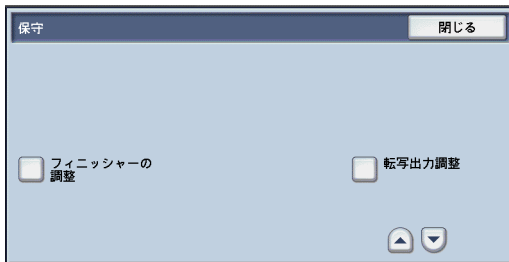 保守
閉じる
フィニッシャーの
調整
転写出力調整